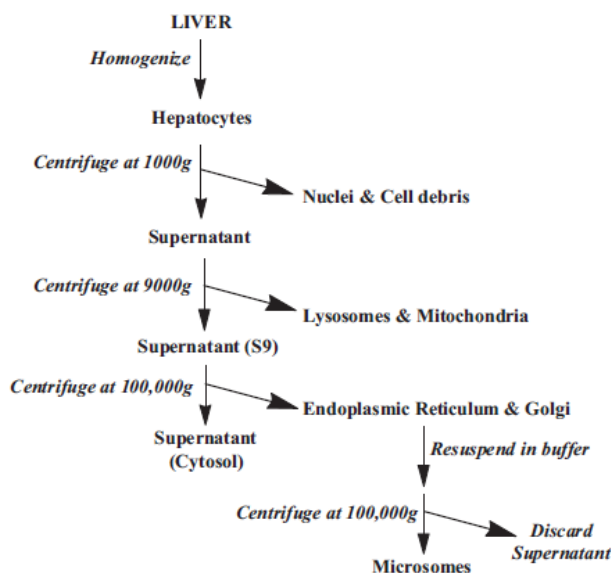 LIVER
Homogenize
Hepatocytes
Centrifuge at 1000g
Nuclei & Cell debris
Supernatant
Centrifuge at 9000g
Lysosomes & Mitochondria
Supernatant (S9)
Centrifuge at 100,000g
Endoplasmic Reticulum & Golgi
Supernatant
(Cytosol)
Resuspend in buffer
Centrifuge at 100,000g
Discard
Supernatant
Microsomes